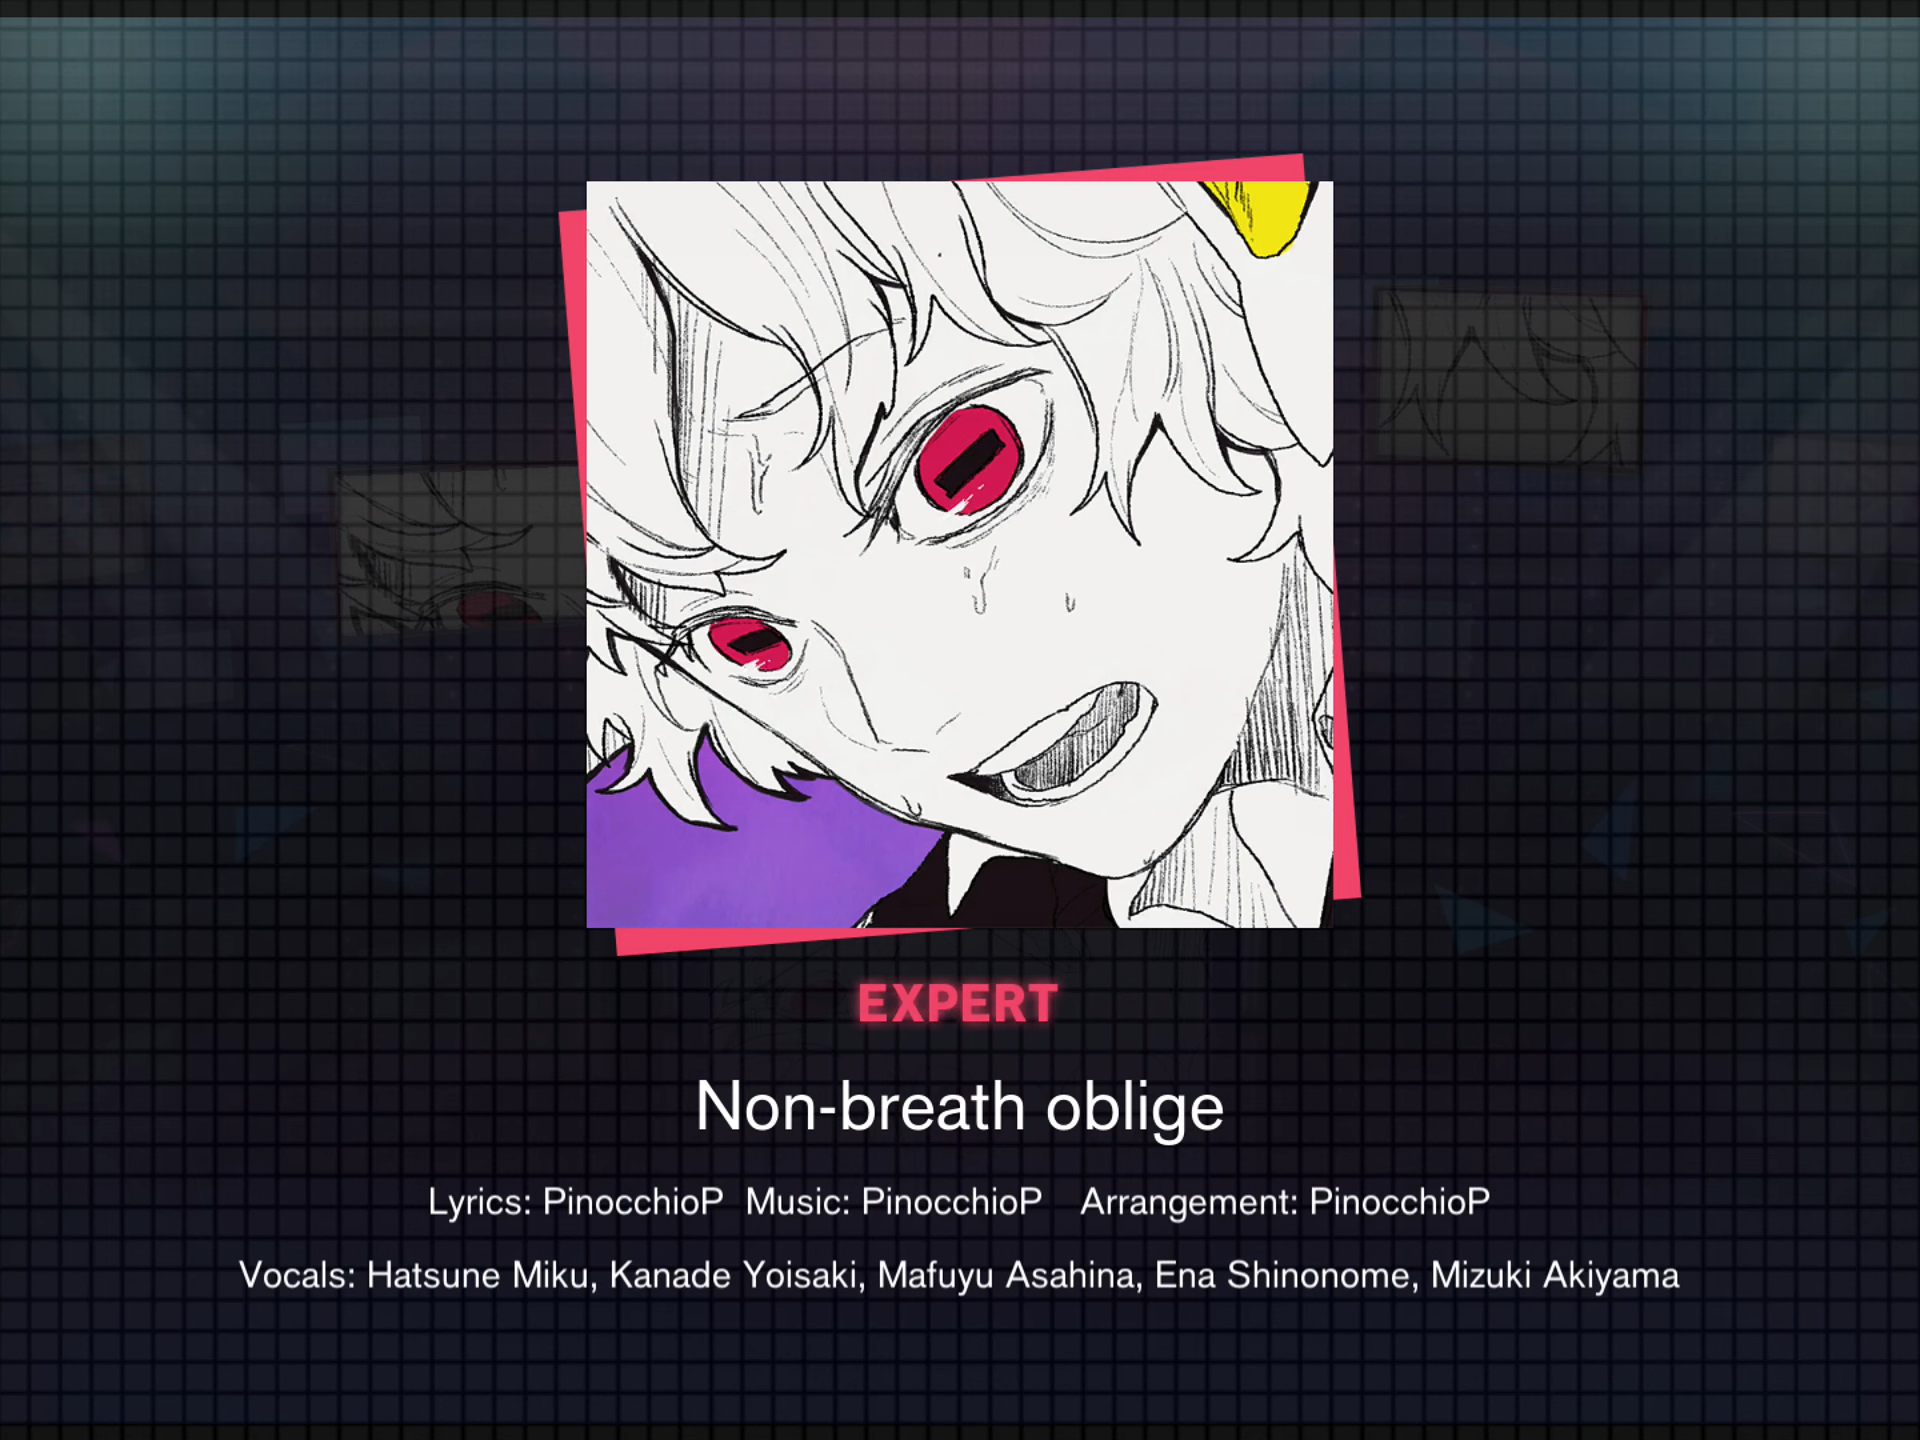 EXPERT
Non-breath oblige
Lyrics: PinocchioP Music: PinocchioP Arrangement: PinocchioP
Vocals: Hatsune Miku, Kanade Yoisaki, Mafuyu Asahina, Ena Shinonome, Mizuki Akiyama